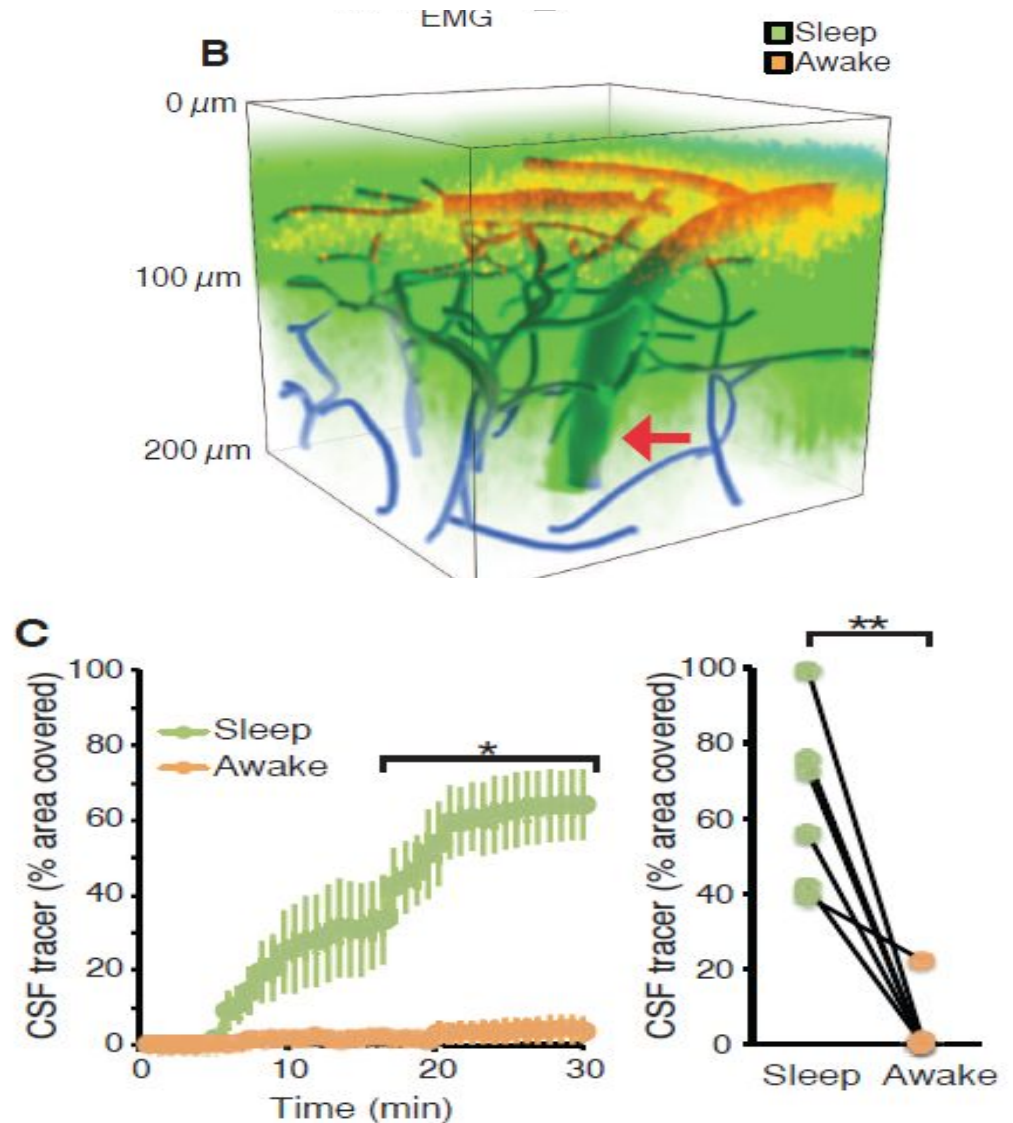 EMG
B
Sleep
Awake
0 µm
100 µm
200 µm
C
CSF tracer (% area covered)
100
80
60
40
20
0
Sleep
Awake
*
0
10
20
30
Time (min)
**
CSF tracer (% area covered)
100
80
60
40
20
0
Sleep Awake